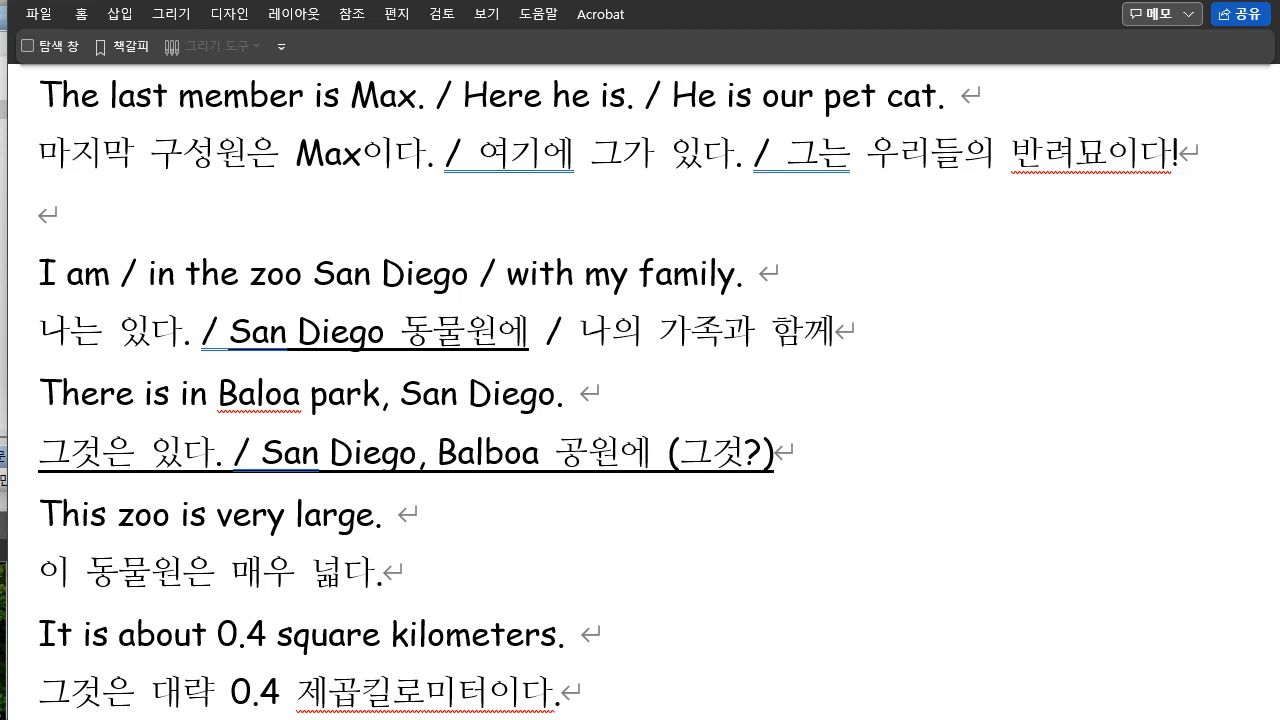 파일 홈 삽입 그리기 디자인 레이아웃 참조 편지 검토 보기 도움말 Acrobat 메모 공유
탐색 창 책갈피 그리기 도구
The last member is Max. / Here he is. / He is our pet cat.
마지막 구성원은 Max이다. / 여기에 그가 있다. / 그는 우리들의 반려묘이다!
I am / in the zoo San Diego / with my family.
나는 있다. / San Diego 동물원에 / 나의 가족과 함께
There is in Baloa park, San Diego.
그것은 있다. / San Diego, Balboa 공원에 (그것?)
This zoo is very large.
이 동물원은 매우 넓다.
It is about 0.4 square kilometers.
그것은 대략 0.4 제곱킬로미터이다.